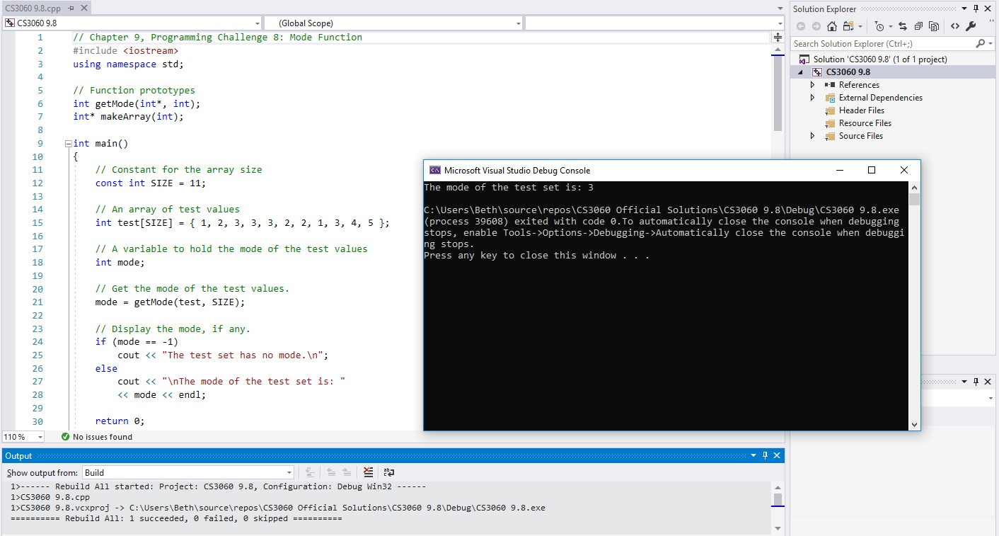 CS3060 9.8.cpp
CS3060 9.8
(Global Scope)
1 // Chapter 9, Programming Challenge 8: Mode Function
2 #include <iostream>
3 using namespace std;
4
5 // Function prototypes
6 int getMode(int*, int);
7 int* makeArray(int);
8
9 int main()
10 {
11 // Constant for the array size
12 const int SIZE = 11;
13
14 // An array of test values
15 int test[SIZE] = { 1, 2, 3, 3, 3, 2, 2, 1, 3, 4, 5 };
16
17 // A variable to hold the mode of the test values
18 int mode;
19
20 // Get the mode of the test values.
21 mode = getMode(test, SIZE);
22
23 // Display the mode, if any.
24 if (mode == -1)
25 cout << "The test set has no mode.\n";
26 else
27 cout << "\nThe mode of the test set is: "
28 << mode << endl;
29
30 return 0;
110 %
No issues found
Microsoft Visual Studio Debug Console
The mode of the test set is: 3
C:\Users\Beth\source\repos\CS3060 Official Solutions\CS3060 9.8\Debug\CS3060 9.8.exe
(process 39608) exited with code 0.To automatically close the console when debugging
stops, enable Tools->Options->Debugging->Automatically close the console when debuggi
ng stops.
Press any key to close this window . . .
Solution Explorer
Search Solution Explorer (Ctrl+;)
Solution 'CS3060 9.8' (1 of 1 project)
CS3060 9.8
References
External Dependencies
Header Files
Resource Files
Source Files
Output
Show output from: Build
1>------ Rebuild All started: Project: CS3060 9.8, Configuration: Debug Win32 ------
1>CS3060 9.8.cpp
1>CS3060 9.8.vcxproj -> C:\Users\Beth\source\repos\CS3060 Official Solutions\CS3060 9.8\Debug\CS3060 9.8.exe
========== Rebuild All: 1 succeeded, 0 failed, 0 skipped ==========